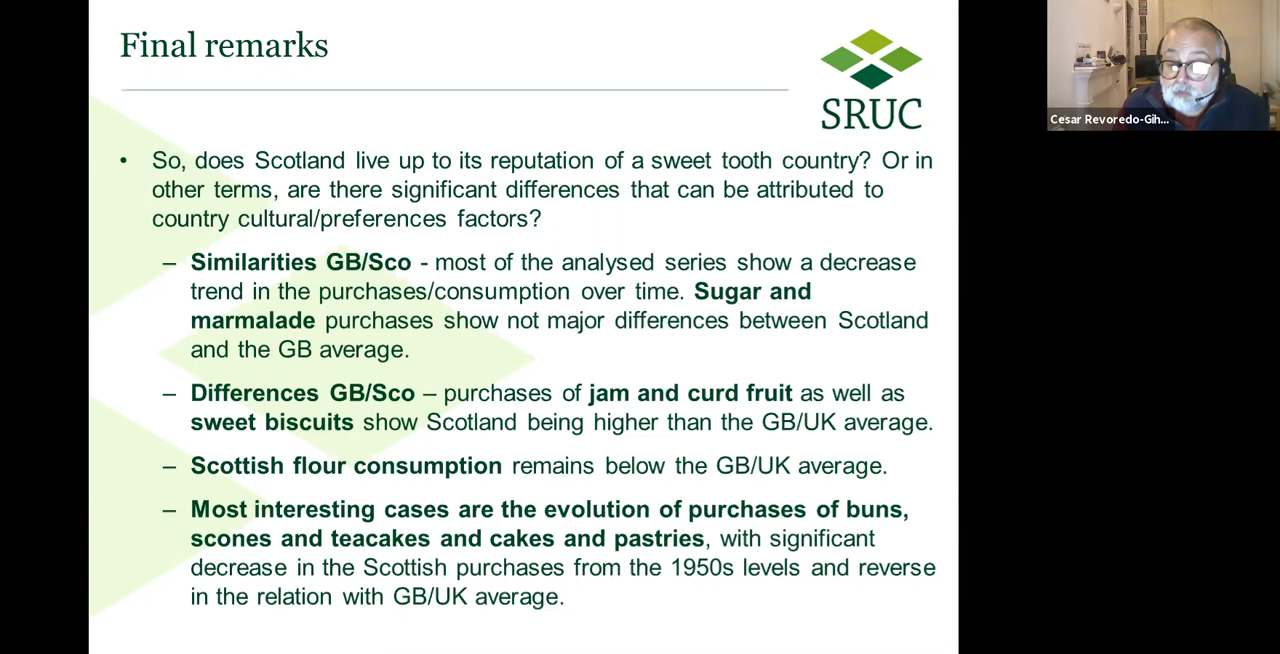 Final remarks
SRUC
Cesar Revoredo-Gih...
• So, does Scotland live up to its reputation of a sweet tooth country? Or in
other terms, are there significant differences that can be attributed to
country cultural/preferences factors?
– Similarities GB/Sco - most of the analysed series show a decrease
trend in the purchases/consumption over time. Sugar and
marmalade purchases show not major differences between Scotland
and the GB average.
– Differences GB/Sco – purchases of jam and curd fruit as well as
sweet biscuits show Scotland being higher than the GB/UK average.
– Scottish flour consumption remains below the GB/UK average.
– Most interesting cases are the evolution of purchases of buns,
scones and teacakes and cakes and pastries, with significant
decrease in the Scottish purchases from the 1950s levels and reverse
in the relation with GB/UK average.